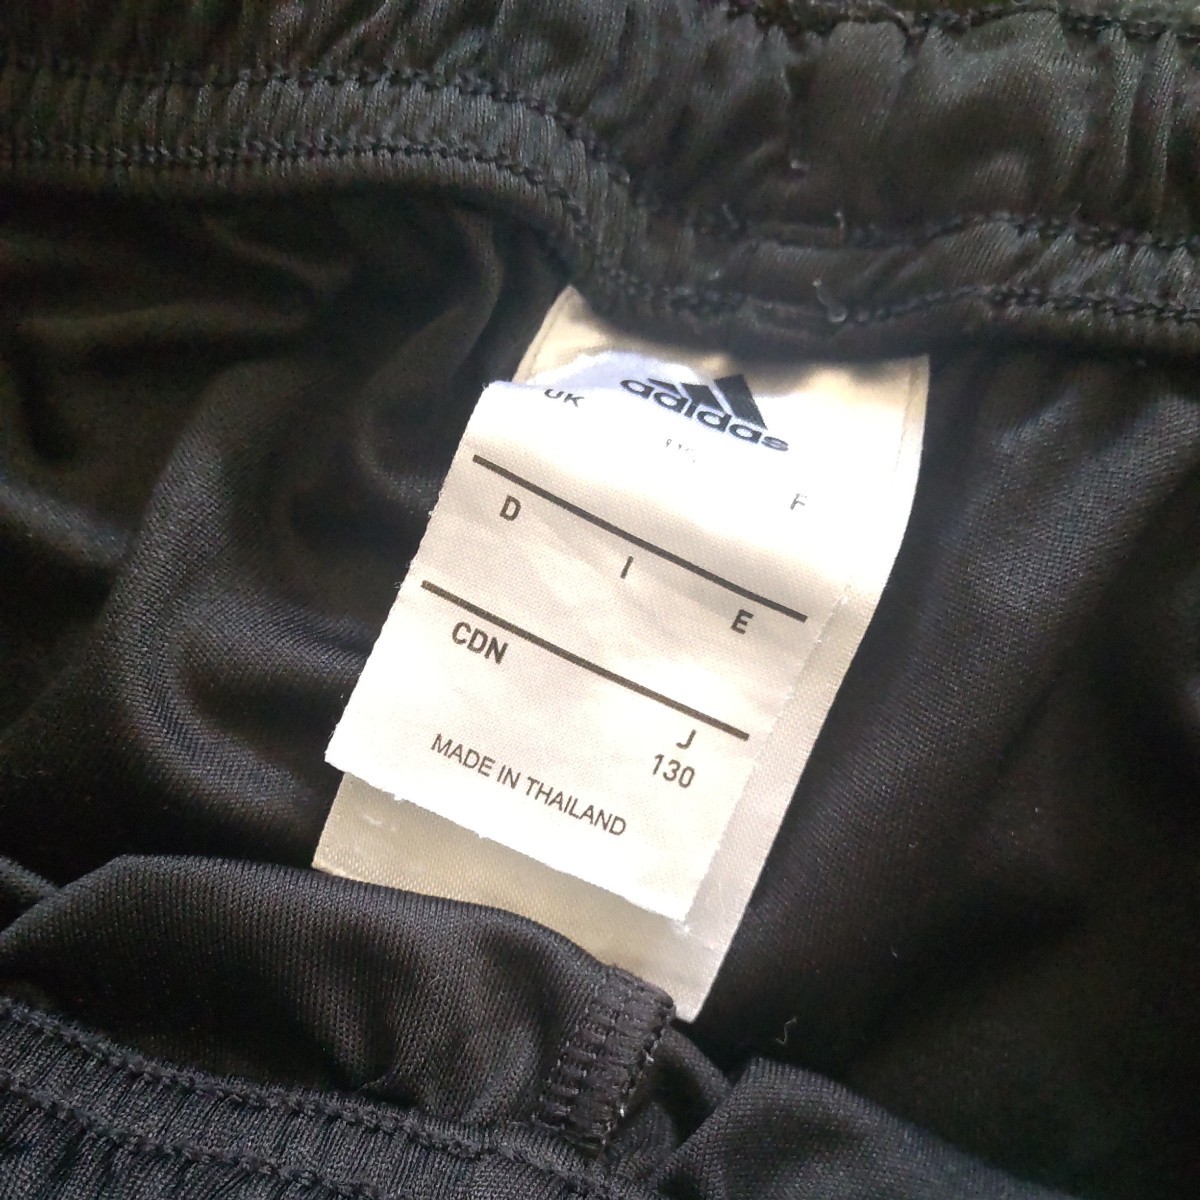 adidas
UK
F
D
I
E
CDN
J
130
MADE IN THAILAND